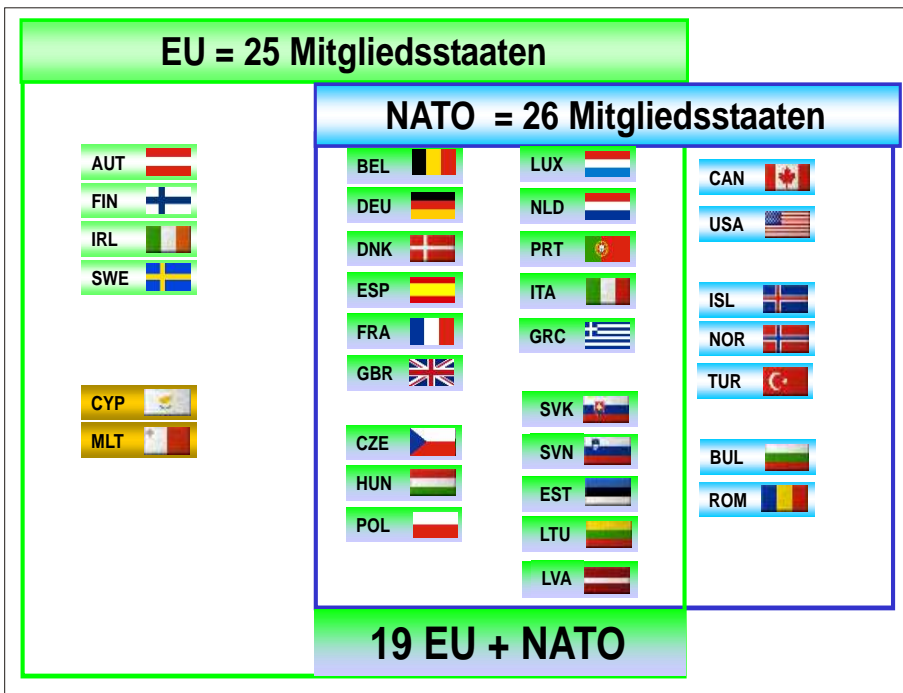 EU = 25 Mitgliedsstaaten
NATO = 26 Mitgliedsstaaten
AUT
FIN
IRL
SWE
CYP
MLT
BEL
DEU
DNK
ESP
FRA
GBR
CZE
HUN
POL
LUX
NLD
PRT
ITA
GRC
SVK
SVN
EST
LTU
LVA
CAN
USA
ISL
NOR
TUR
BUL
ROM
19 EU + NATO